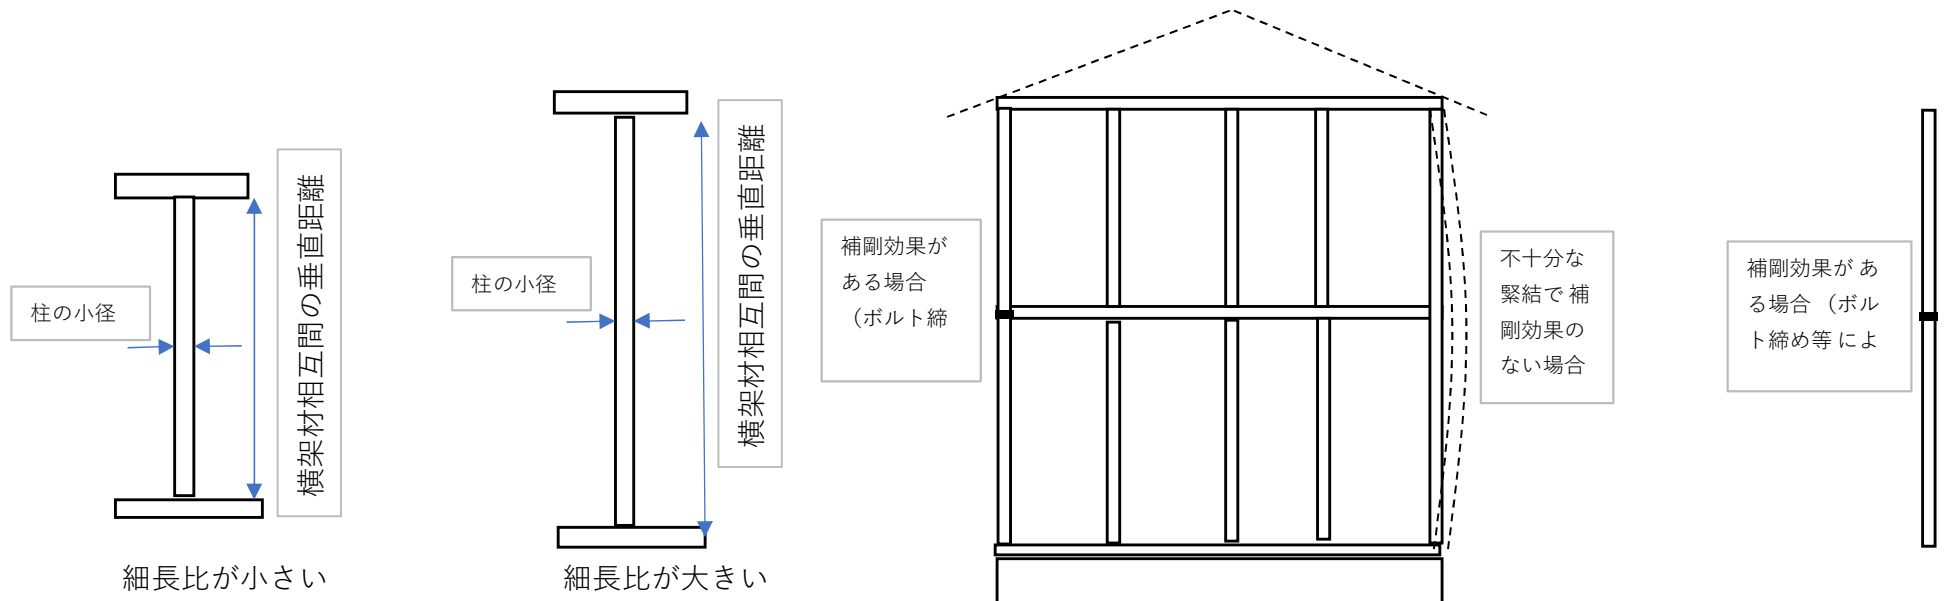 柱の小径
横架材相互間の垂直距離
細長比が小さい
柱の小径
横架材相互間の垂直距離
細長比が大きい
補剛効果が
ある場合
（ボルト締
不十分な
緊結で 補
剛効果の
ない場合
補剛効果が あ
る場合 （ボル
ト締め等 によ